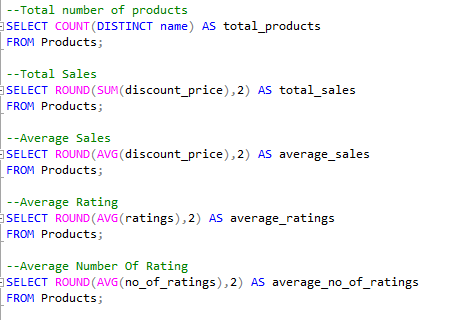 --Total number of products
SELECT COUNT(DISTINCT name) AS total_products
FROM Products;
--Total Sales
SELECT ROUND(SUM(discount_price),2) AS total_sales
FROM Products;
--Average Sales
SELECT ROUND(AVG(discount_price),2) AS average_sales
FROM Products;
--Average Rating
SELECT ROUND(AVG(ratings),2) AS average_ratings
FROM Products;
--Average Number Of Rating
SELECT ROUND(AVG(no_of_ratings),2) AS average_no_of_ratings
FROM Products;